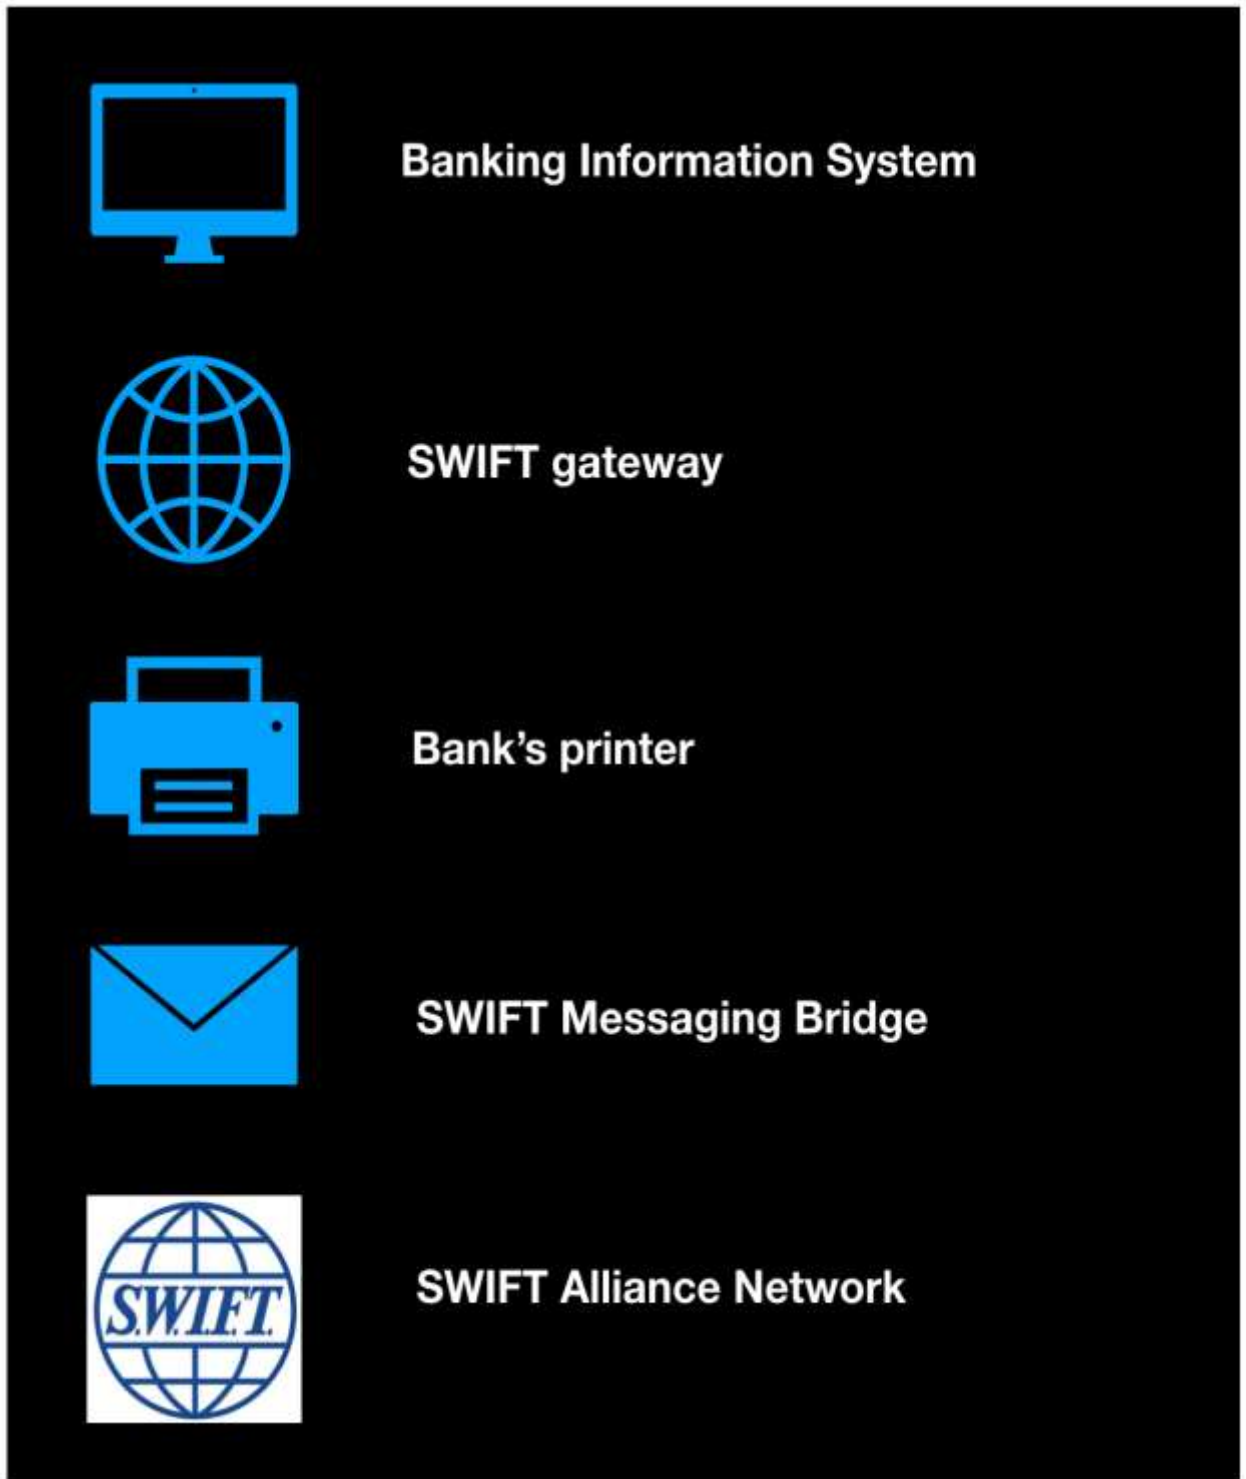 Banking Information System
SWIFT gateway
Bank’s printer
SWIFT Messaging Bridge
S.W.I.F.T.
SWIFT Alliance Network